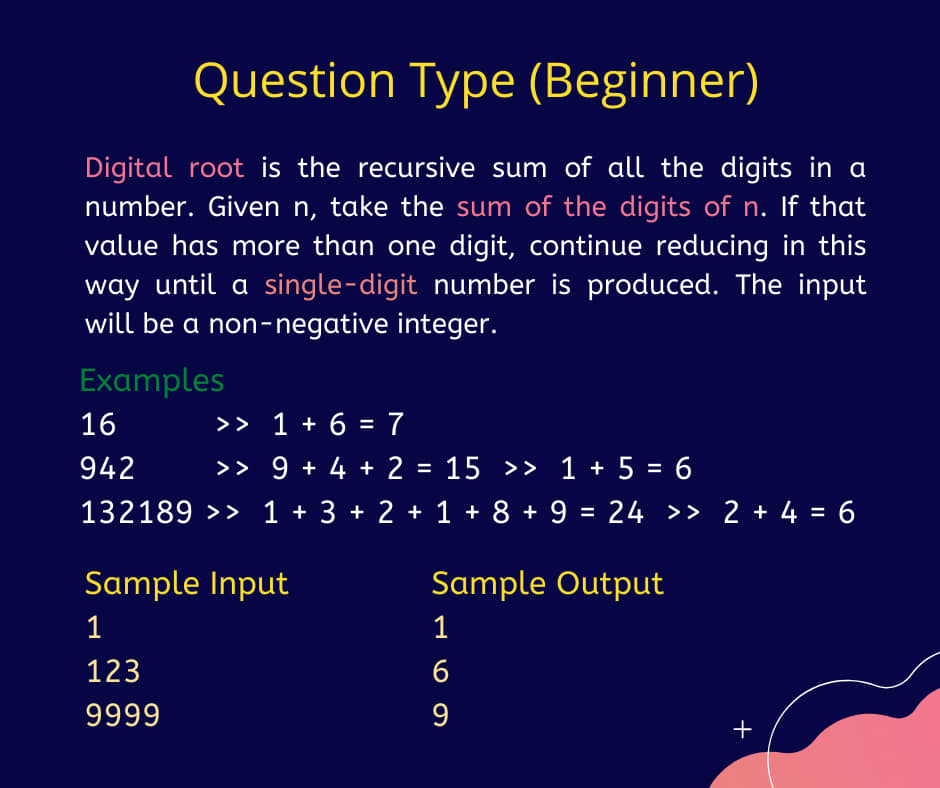 Question Type (Beginner)
Digital root is the recursive sum of all the digits in a
number. Given n, take the sum of the digits of n. If that
value has more than one digit, continue reducing in this
way until a single-digit number is produced. The input
will be a non-negative integer.
Examples
16 >> 1 + 6 = 7
942 >> 9 + 4 + 2 = 15 >> 1 + 5 = 6
132189 >> 1 + 3 + 2 + 1 + 8 + 9 = 24 >> 2 + 4 = 6
Sample Input Sample Output
1 1
123 6
9999 9